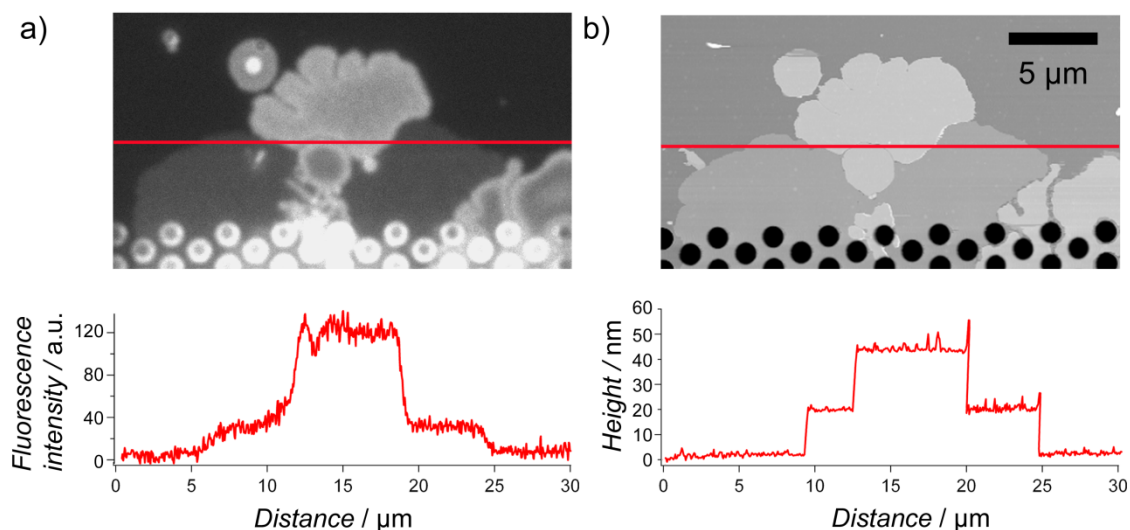 a)
b)
5 µm
Fluorescence
intensity / a.u.
120
80
40
0
0 5 10 15 20 25 30
Distance / µm
Height / nm
60
50
40
30
20
10
0
0 5 10 15 20 25 30
Distance / µm